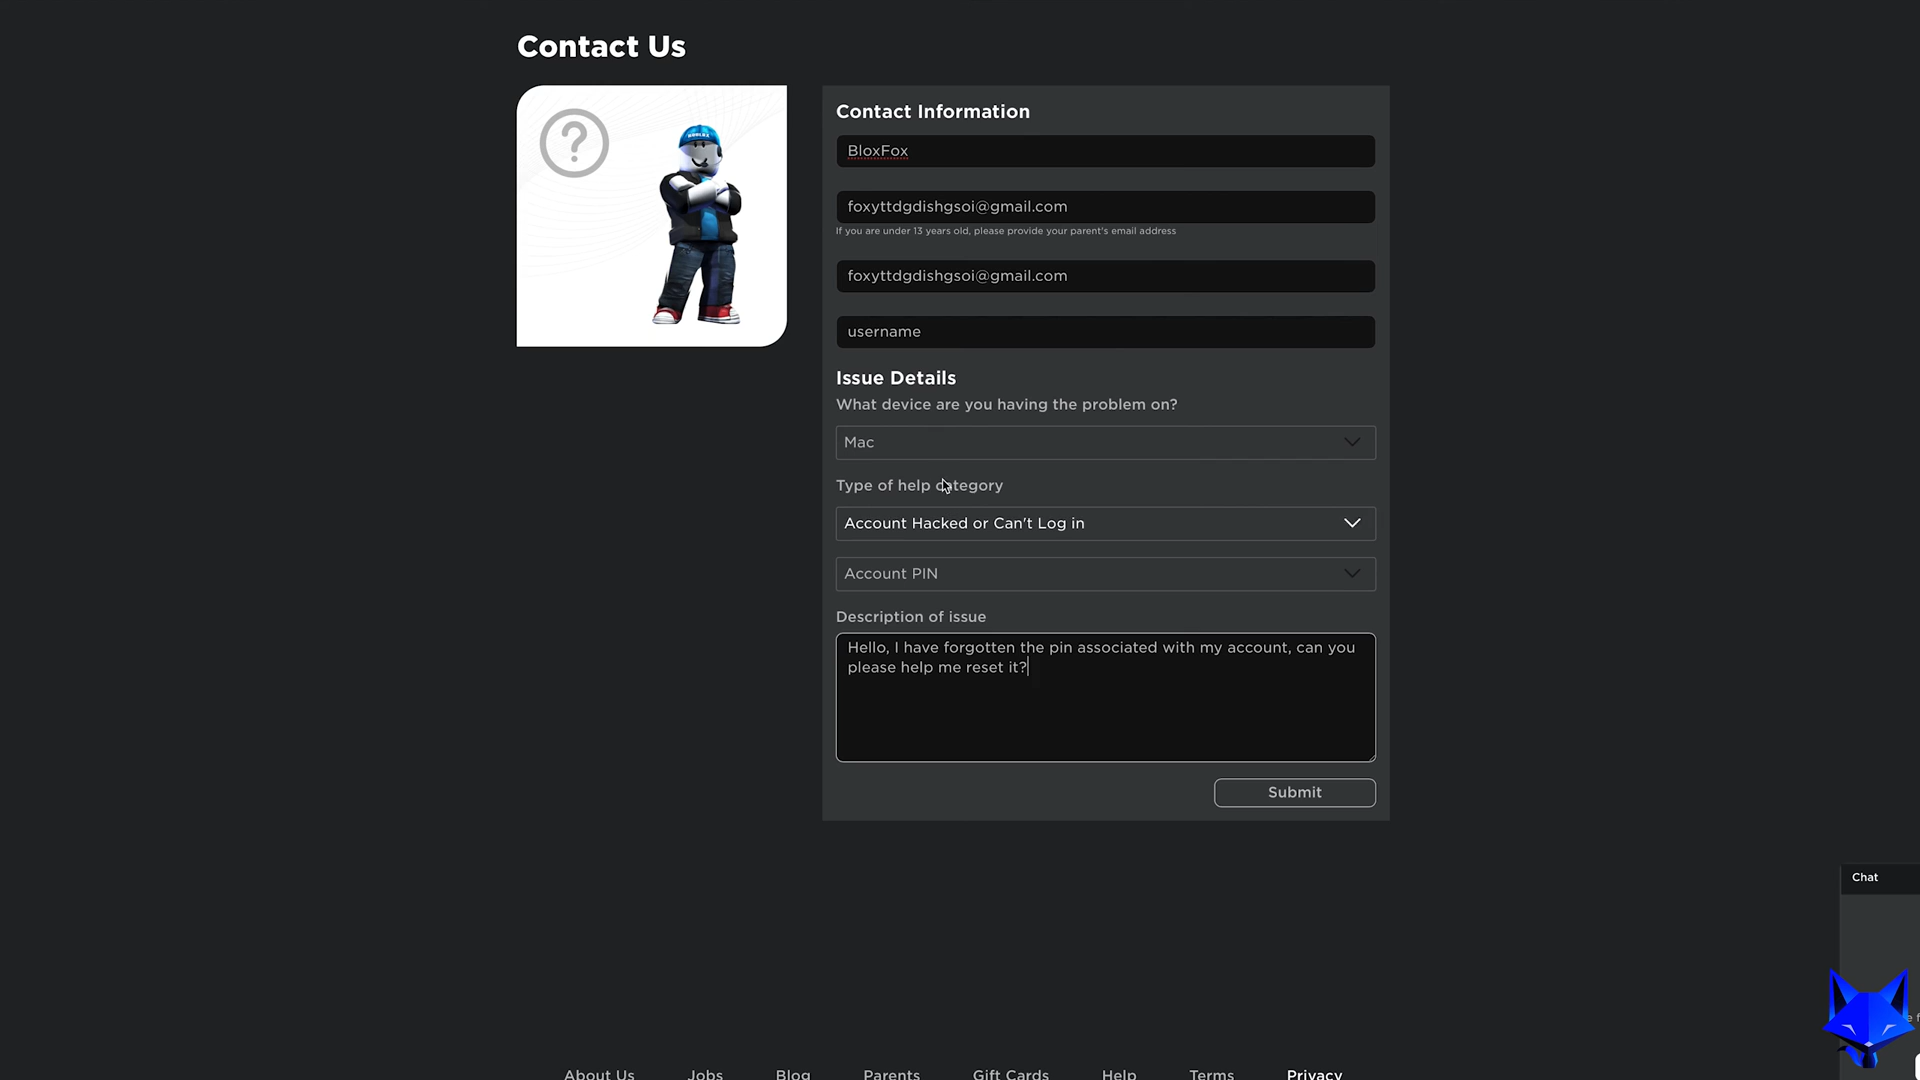 Contact Us
ROBLOX
Contact Information
BloxFox
foxyttdgdishgsoi@gmail.com
If you are under 13 years old, please provide your parent's email address
foxyttdgdishgsoi@gmail.com
username
Issue Details
What device are you having the problem on?
Mac
Type of help category
Account Hacked or Can't Log in
Account PIN
Description of issue
Hello, I have forgotten the pin associated with my account, can you
please help me reset it?
Submit
Chat
About Us Jobs Blog Parents Gift Cards Help Terms Privacy